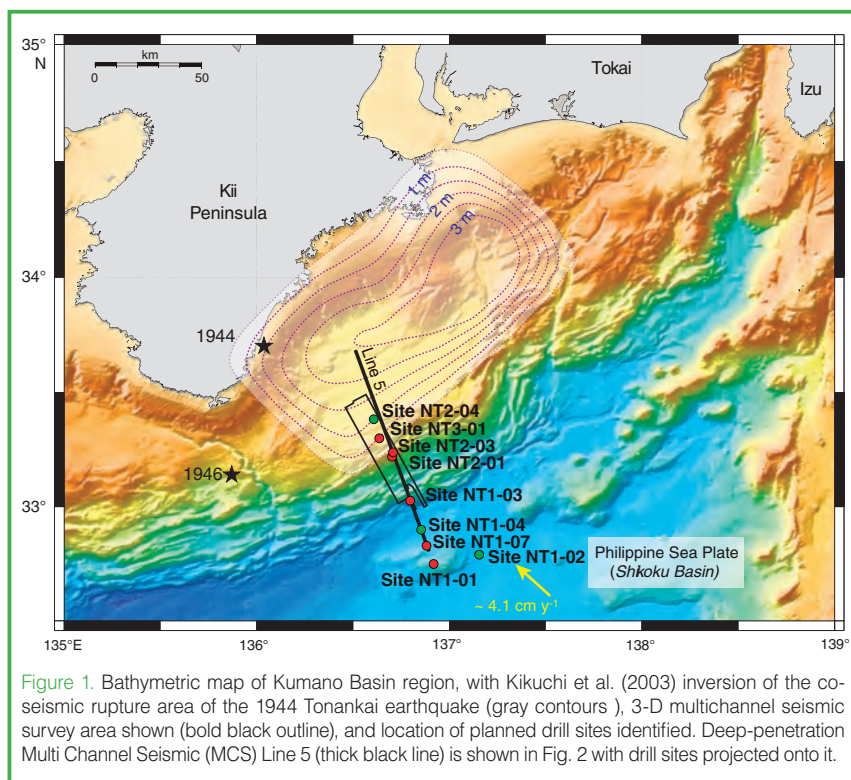 35°
N
km
0 50
Tokai
Izu
Kii
Peninsula
1 m
2 m
3 m
34°
1944
Line 5
Site NT2-04
Site NT3-01
Site NT2-03
Site NT2-01
1946
33°
Site NT1-03
Site NT1-04
Site NT1-07
Site NT1-02
Site NT1-01
Philippine Sea Plate
(Shikoku Basin)
~ 4.1 cm y-1
135°E 136° 137° 138° 139°
Figure 1. Bathymetric map of Kumano Basin region, with Kikuchi et al. (2003) inversion of the co-
seismic rupture area of the 1944 Tonankai earthquake (gray contours ), 3-D multichannel seismic
survey area shown (bold black outline), and location of planned drill sites identified. Deep-penetration
Multi Channel Seismic (MCS) Line 5 (thick black line) is shown in Fig. 2 with drill sites projected onto it.